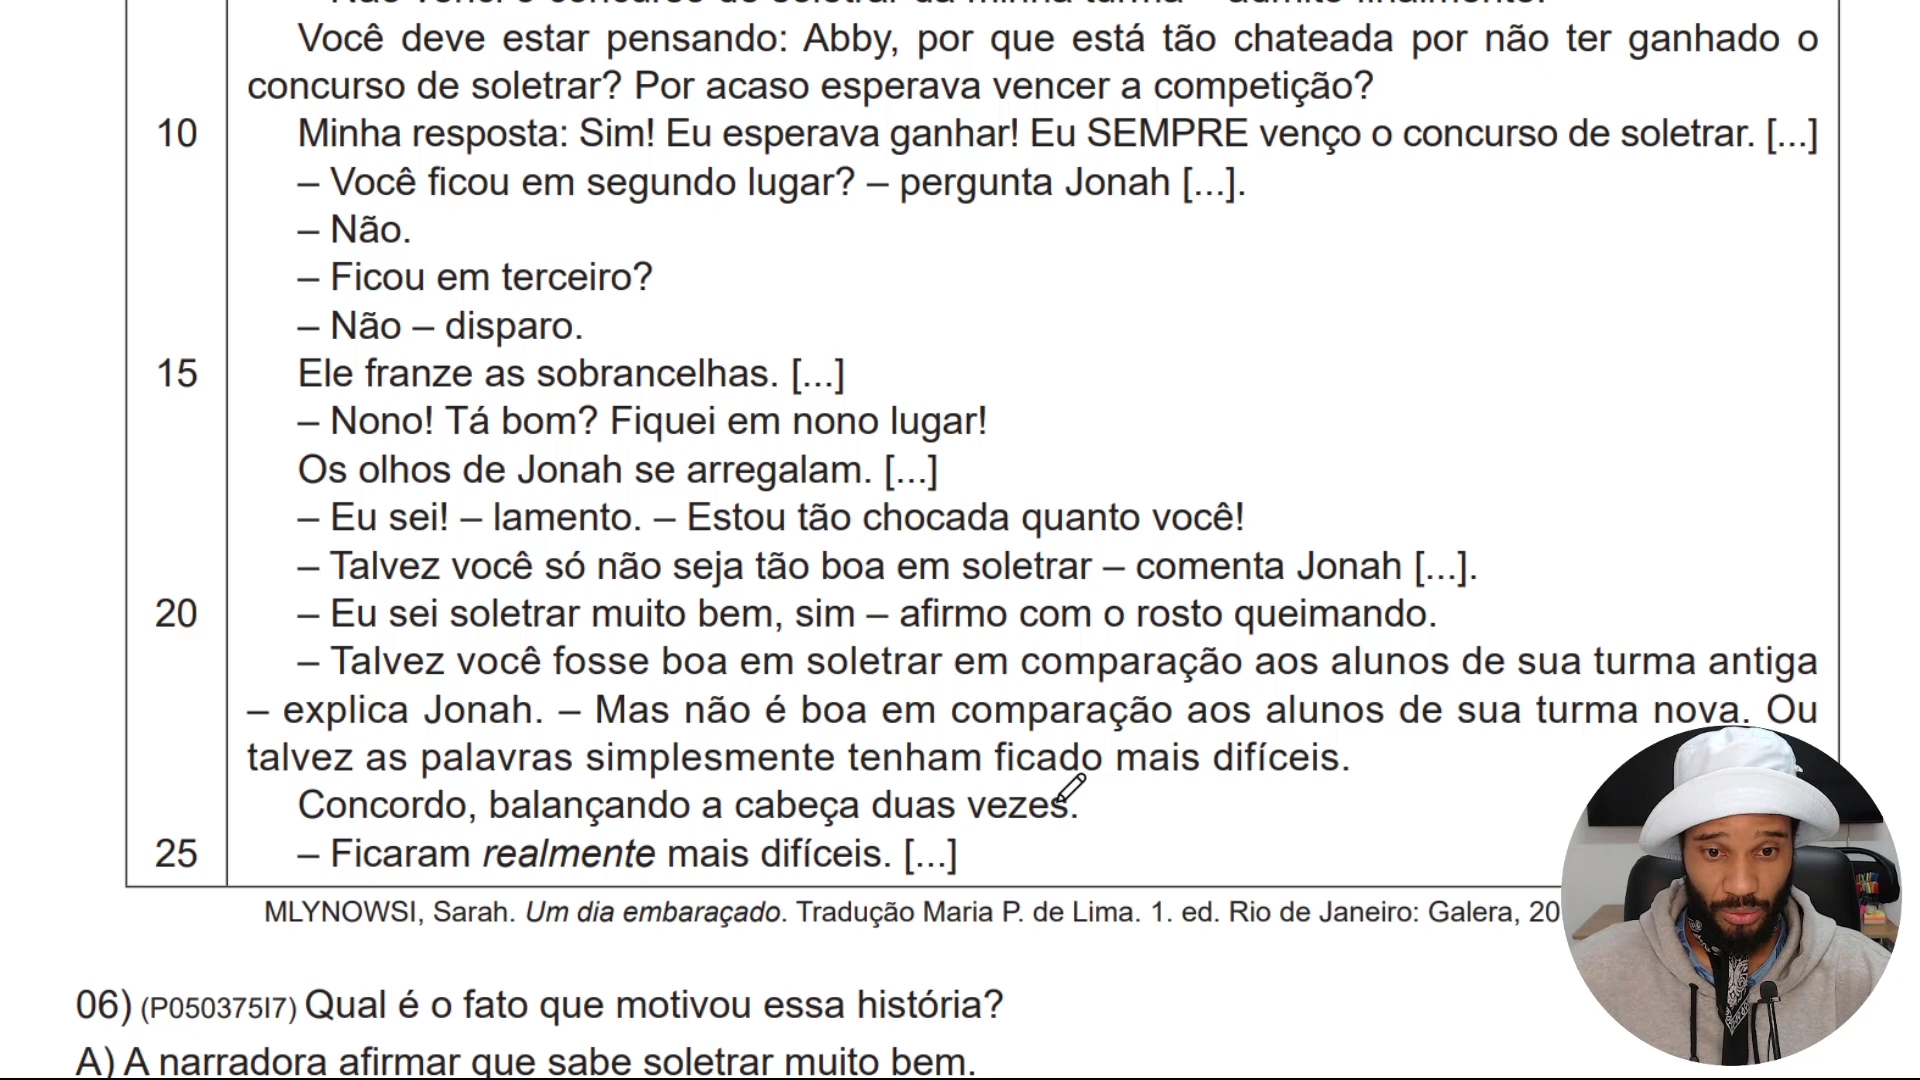 Você deve estar pensando: Abby, por que está tão chateada por não ter ganhado o
concurso de soletrar? Por acaso esperava vencer a competição?
10 Minha resposta: Sim! Eu esperava ganhar! Eu SEMPRE venço o concurso de soletrar. [...]
– Você ficou em segundo lugar? – pergunta Jonah [...].
– Não.
– Ficou em terceiro?
– Não – disparo.
15 Ele franze as sobrancelhas. [...]
– Nono! Tá bom? Fiquei em nono lugar!
Os olhos de Jonah se arregalam. [...]
– Eu sei! – lamento. – Estou tão chocada quanto você!
– Talvez você só não seja tão boa em soletrar – comenta Jonah [...].
20 – Eu sei soletrar muito bem, sim – afirmo com o rosto queimando.
– Talvez você fosse boa em soletrar em comparação aos alunos de sua turma antiga
– explica Jonah. – Mas não é boa em comparação aos alunos de sua turma nova. Ou
talvez as palavras simplesmente tenham ficado mais difíceis.
Concordo, balançando a cabeça duas vezes.
25 – Ficaram realmente mais difíceis. [...]
MLYNOWSI, Sarah. Um dia embaraçado. Tradução Maria P. de Lima. 1. ed. Rio de Janeiro: Galera, 20
06) (P050375I7) Qual é o fato que motivou essa história?
A) A narradora afirmar que sabe soletrar muito bem.